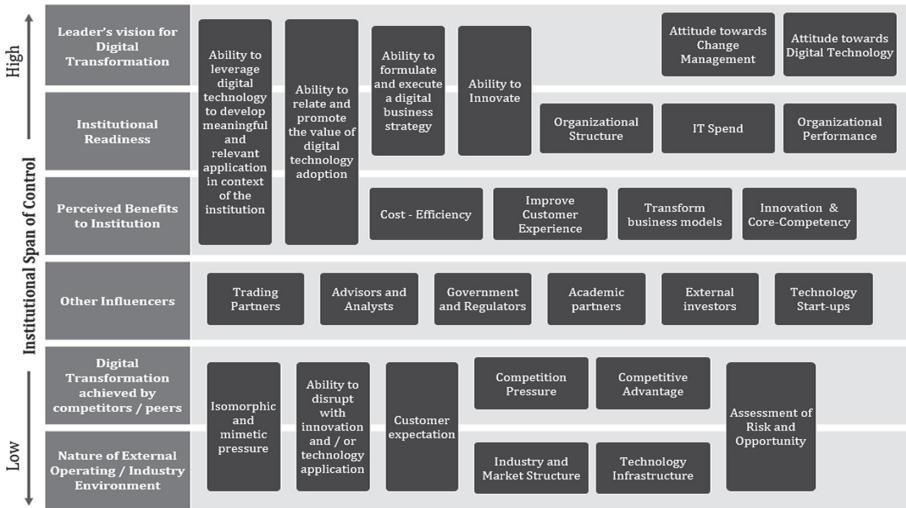 High
Institutional Span of Control
Low
Leader's vision for
Digital
Transformation
Institutional
Readiness
Perceived Benefits
to Institution
Other Influencers
Digital
Transformation
achieved by
competitors / peers
Nature of External
Operating / Industry
Environment
Ability to
leverage
digital
technology
to develop
meaningful
and
relevant
application
in context
of the
institution
Ability to
relate and
promote
the value of
digital
technology
adoption
Ability to
formulate
and execute
a digital
business
strategy
Ability to
Innovate
Attitude towards
Change
Management
Attitude towards
Digital Technology
Organizational
Structure
IT Spend
Organizational
Performance
Cost - Efficiency
Improve
Customer
Experience
Transform
business models
Innovation &
Core-Competency
Trading
Partners
Advisors and
Analysts
Government
and Regulators
Academic
partners
External
investors
Technology
Start-ups
Isomorphic
and
mimetic
pressure
Ability to
disrupt
with
innovation
and / or
technology
application
Customer
expectation
Competition
Pressure
Competitive
Advantage
Assessment of
Risk and
Opportunity
Industry and
Market Structure
Technology
Infrastructure